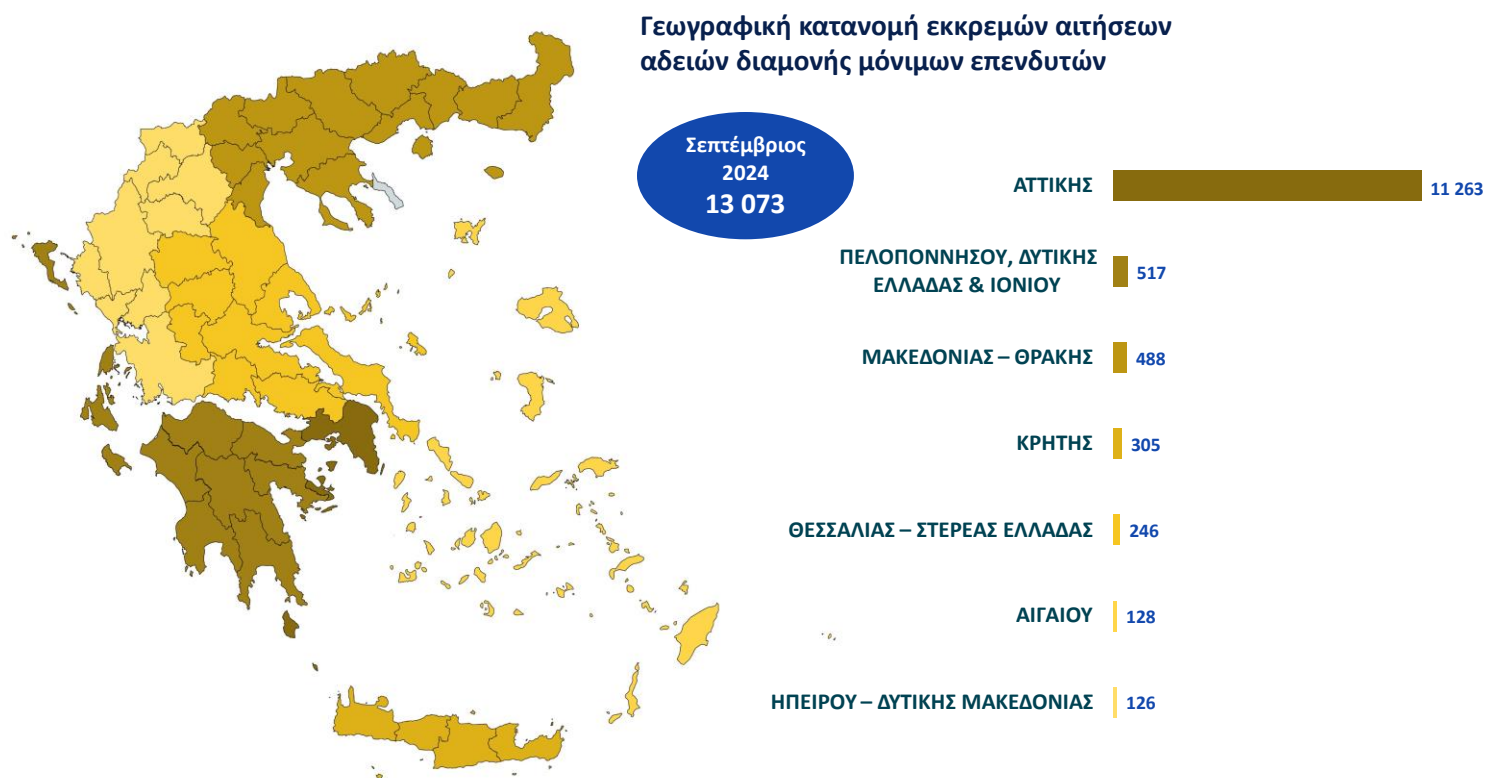 Γεωγραφική κατανομή εκκρεμών αιτήσεων
αδειών διαμονής μόνιμων επενδυτών
Σεπτέμβριος
2024
13 073
ΑΤΤΙΚΗΣ
11 263
ΠΕΛΟΠΟΝΝΗΣΟΥ, ΔΥΤΙΚΗΣ
ΕΛΛΑΔΑΣ & ΙΟΝΙΟΥ
517
ΜΑΚΕΔΟΝΙΑΣ – ΘΡΑΚΗΣ
488
ΚΡΗΤΗΣ
305
ΘΕΣΣΑΛΙΑΣ – ΣΤΕΡΕΑΣ ΕΛΛΑΔΑΣ
246
ΑΙΓΑΙΟΥ
128
ΗΠΕΙΡΟΥ – ΔΥΤΙΚΗΣ ΜΑΚΕΔΟΝΙΑΣ
126